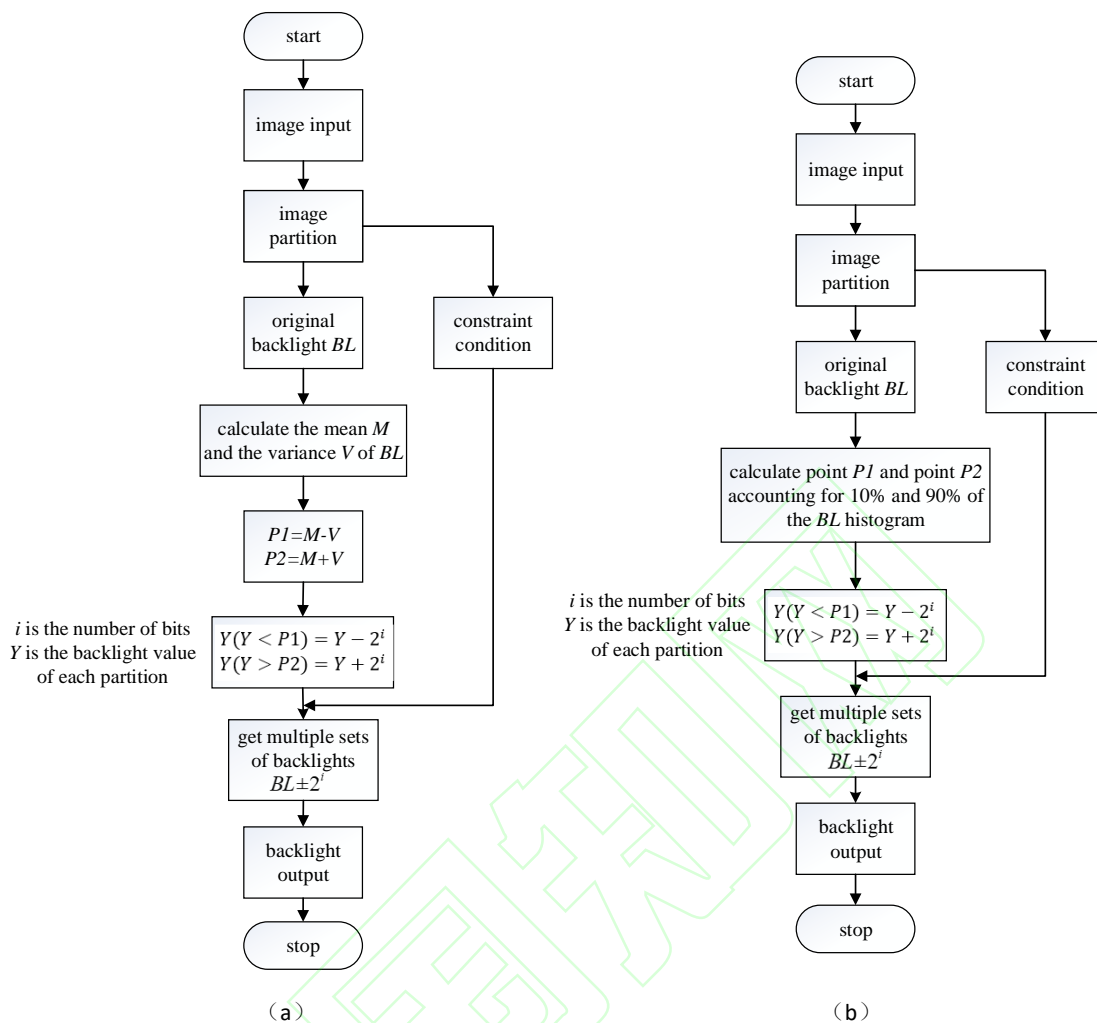 start
image input
image
partition
original
backlight BL
constraint
condition
calculate the mean M
and the variance V of BL
P1=M-V
P2=M+V
i is the number of bits
Y is the backlight value
of each partition
Y(Y < P1) = Y − 2^i
Y(Y > P2) = Y + 2^i
get multiple sets
of backlights
BL±2^i
backlight
output
stop
（a）
start
image input
image
partition
original
backlight BL
constraint
condition
calculate point P1 and point P2
accounting for 10% and 90% of
the BL histogram
i is the number of bits
Y is the backlight value
of each partition
Y(Y < P1) = Y − 2^i
Y(Y > P2) = Y + 2^i
get multiple sets
of backlights
BL±2^i
backlight
output
stop
（b）